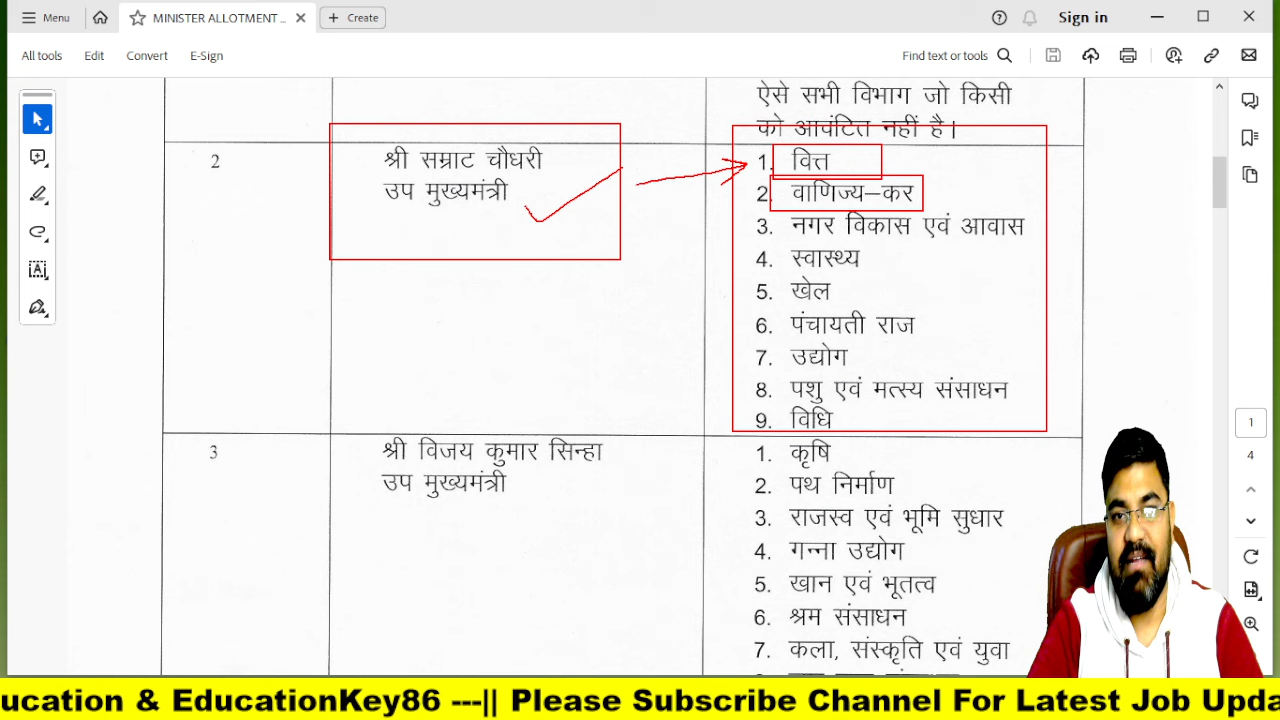 Menu
MINISTER ALLOTMENT ...
Create
Sign in
All tools Edit Convert E-Sign
Find text or tools
ऐसे सभी विभाग जो किसी
को आवंटित नहीं है।
2
श्री सम्राट चौधरी
उप मुख्यमंत्री
1. वित्त
2. वाणिज्य–कर
3. नगर विकास एवं आवास
4. स्वास्थ्य
5. खेल
6. पंचायती राज
7. उद्योग
8. पशु एवं मत्स्य संसाधन
9. विधि
3
श्री विजय कुमार सिन्हा
उप मुख्यमंत्री
1. कृषि
2. पथ निर्माण
3. राजस्व एवं भूमि सुधार
4. गन्ना उद्योग
5. खान एवं भूतत्व
6. श्रम संसाधन
7. कला, संस्कृति एवं युवा
1
4
ucation & EducationKey86 ---|| Please Subscribe Channel For Latest Job Upda